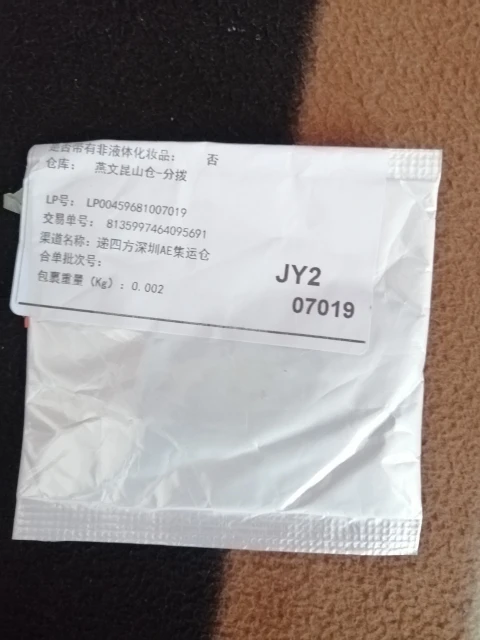 是否带有非液体化妆品： 否
仓库： 燕文昆山仓-分拨
LP号： LP00459681007019
交易单号： 8135997464095691
渠道名称：递四方深圳AE集运仓
合单批次号：
包裹重量（Kg）：0.002
JY2
07019